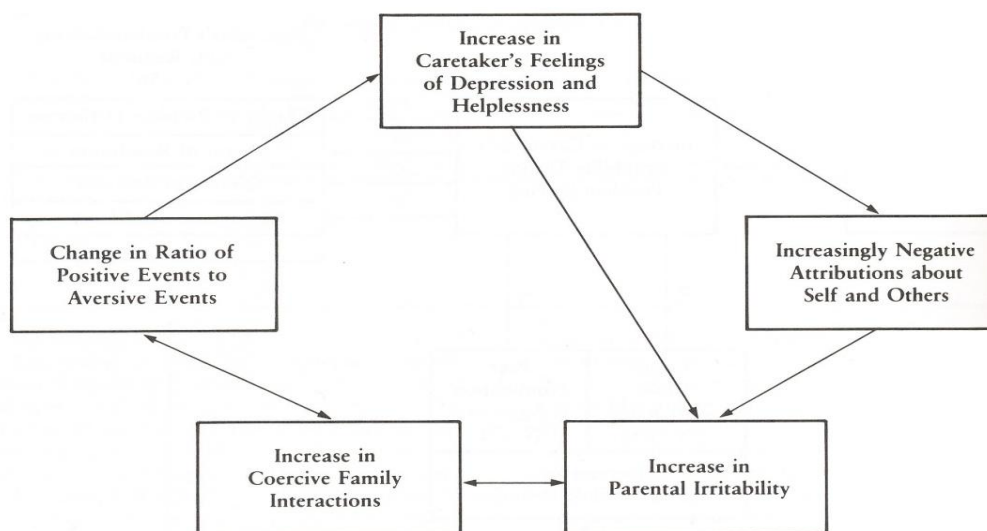 Increase in
Caretaker's Feelings
of Depression and
Helplessness
Change in Ratio of
Positive Events to
Aversive Events
Increasingly Negative
Attributions about
Self and Others
Increase in
Coercive Family
Interactions
Increase in
Parental Irritability